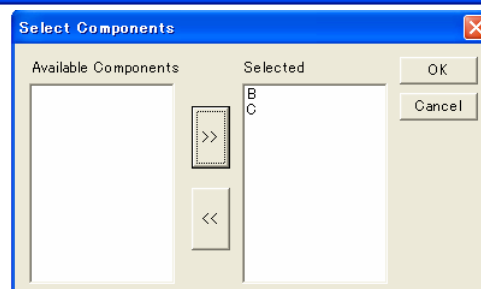 Select Components
Available Components Selected OK
B
C
Cancel
>>
<<